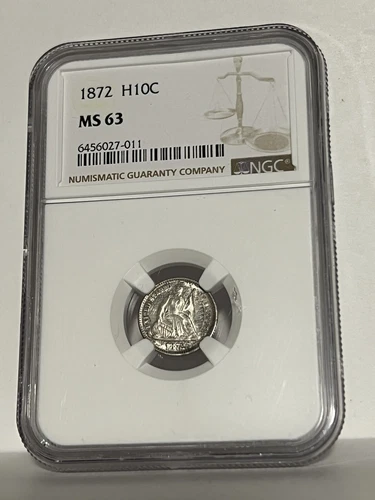 1872 H10C
MS 63
6456027-011
NUMISMATIC GUARANTY COMPANY
NGC®